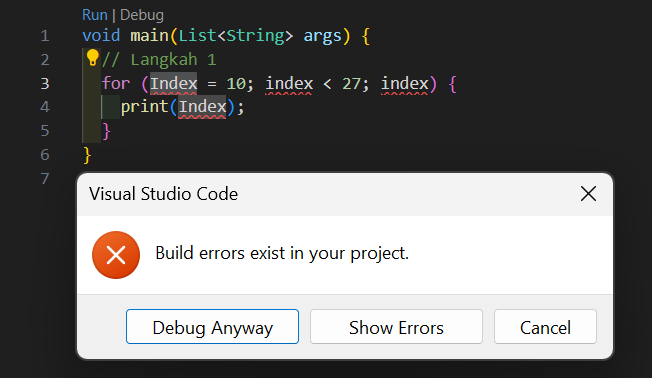 Run | Debug
1 void main(List<String> args) {
2 // Langkah 1
3 for (Index = 10; index < 27; index) {
4 print(Index);
5 }
6 }
7
Visual Studio Code
Build errors exist in your project.
Debug Anyway Show Errors Cancel